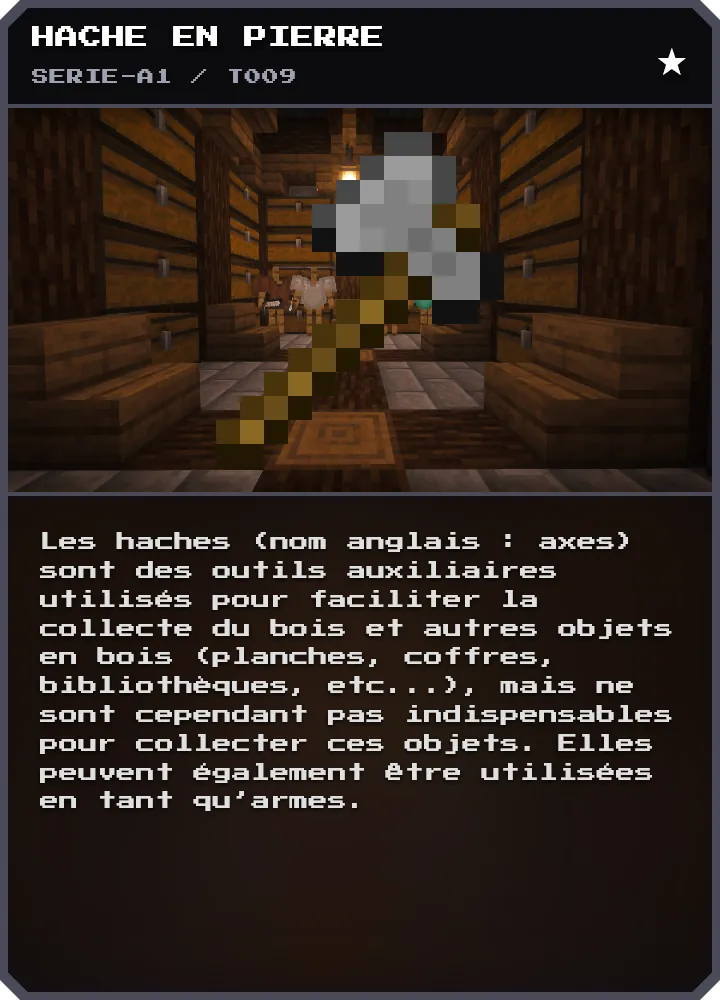 HACHE EN PIERRE
SERIE-A1 / T009
Les haches (nom anglais : axes)
sont des outils auxiliaires
utilisés pour faciliter la
collecte du bois et autres objets
en bois (planches, coffres,
bibliothèques, etc...), mais ne
sont cependant pas indispensables
pour collecter ces objets. Elles
peuvent également être utilisées
en tant qu'armes.